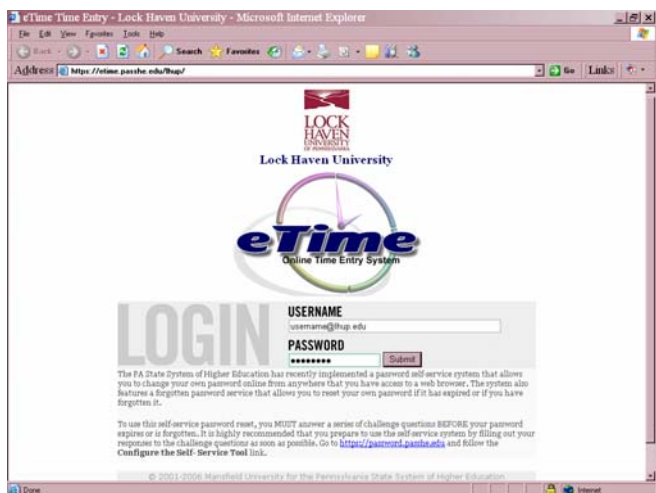 eTime Time Entry - Lock Haven University - Microsoft Internet Explorer
File Edit View Favorites Tools Help
Back Search Favorites
Address https://etime.passhe.edu/lhup/ Go Links
LOCK
HAVEN
UNIVERSITY
OF PENNSYLVANIA
Lock Haven University
eTime
Online Time Entry System
LOGIN
USERNAME
username@lhup.edu
PASSWORD
●●●●●●●● Submit
The PA State System of Higher Education has recently implemented a password self-service system that allows
you to change your own password online from anywhere that you have access to a web browser. The system also
features a forgotten password service that allows you to reset your own password if it has expired or if you have
forgotten it.
To use this self-service password reset, you MUST answer a series of challenge questions BEFORE your password
expires or is forgotten. It is highly recommended that you prepare to use the self-service system by filling out your
responses to the challenge questions as soon as possible. Go to https://password.passhe.edu and follow the
Configure the Self- Service Tool link.
© 2001-2006 Mansfield University for the Pennsylvania State System of Higher Education
Done Internet